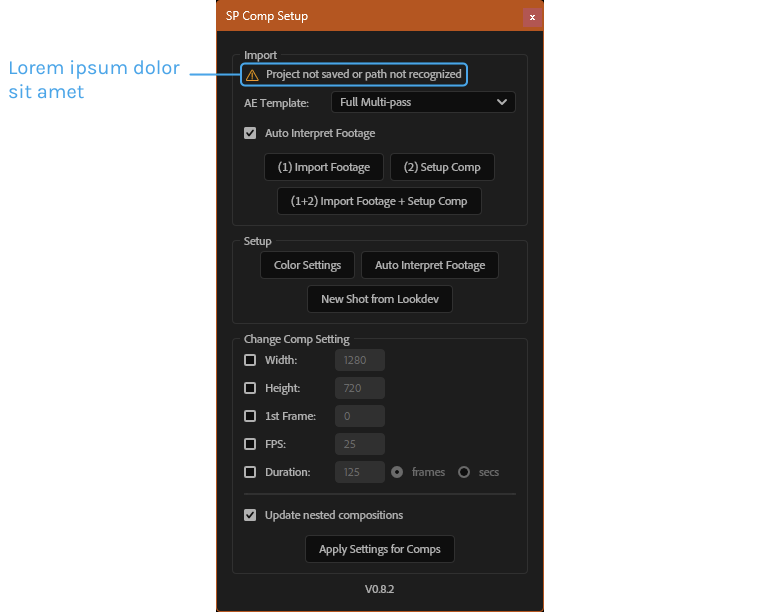 SP Comp Setup
x
Import
Lorem ipsum dolor
sit amet
Project not saved or path not recognized
AE Template: Full Multi-pass
Auto Interpret Footage
(1) Import Footage (2) Setup Comp
(1+2) Import Footage + Setup Comp
Setup
Color Settings Auto Interpret Footage
New Shot from Lookdev
Change Comp Setting
Width: 1280
Height: 720
1st Frame: 0
FPS: 25
Duration: 125 frames secs
Update nested compositions
Apply Settings for Comps
V0.8.2